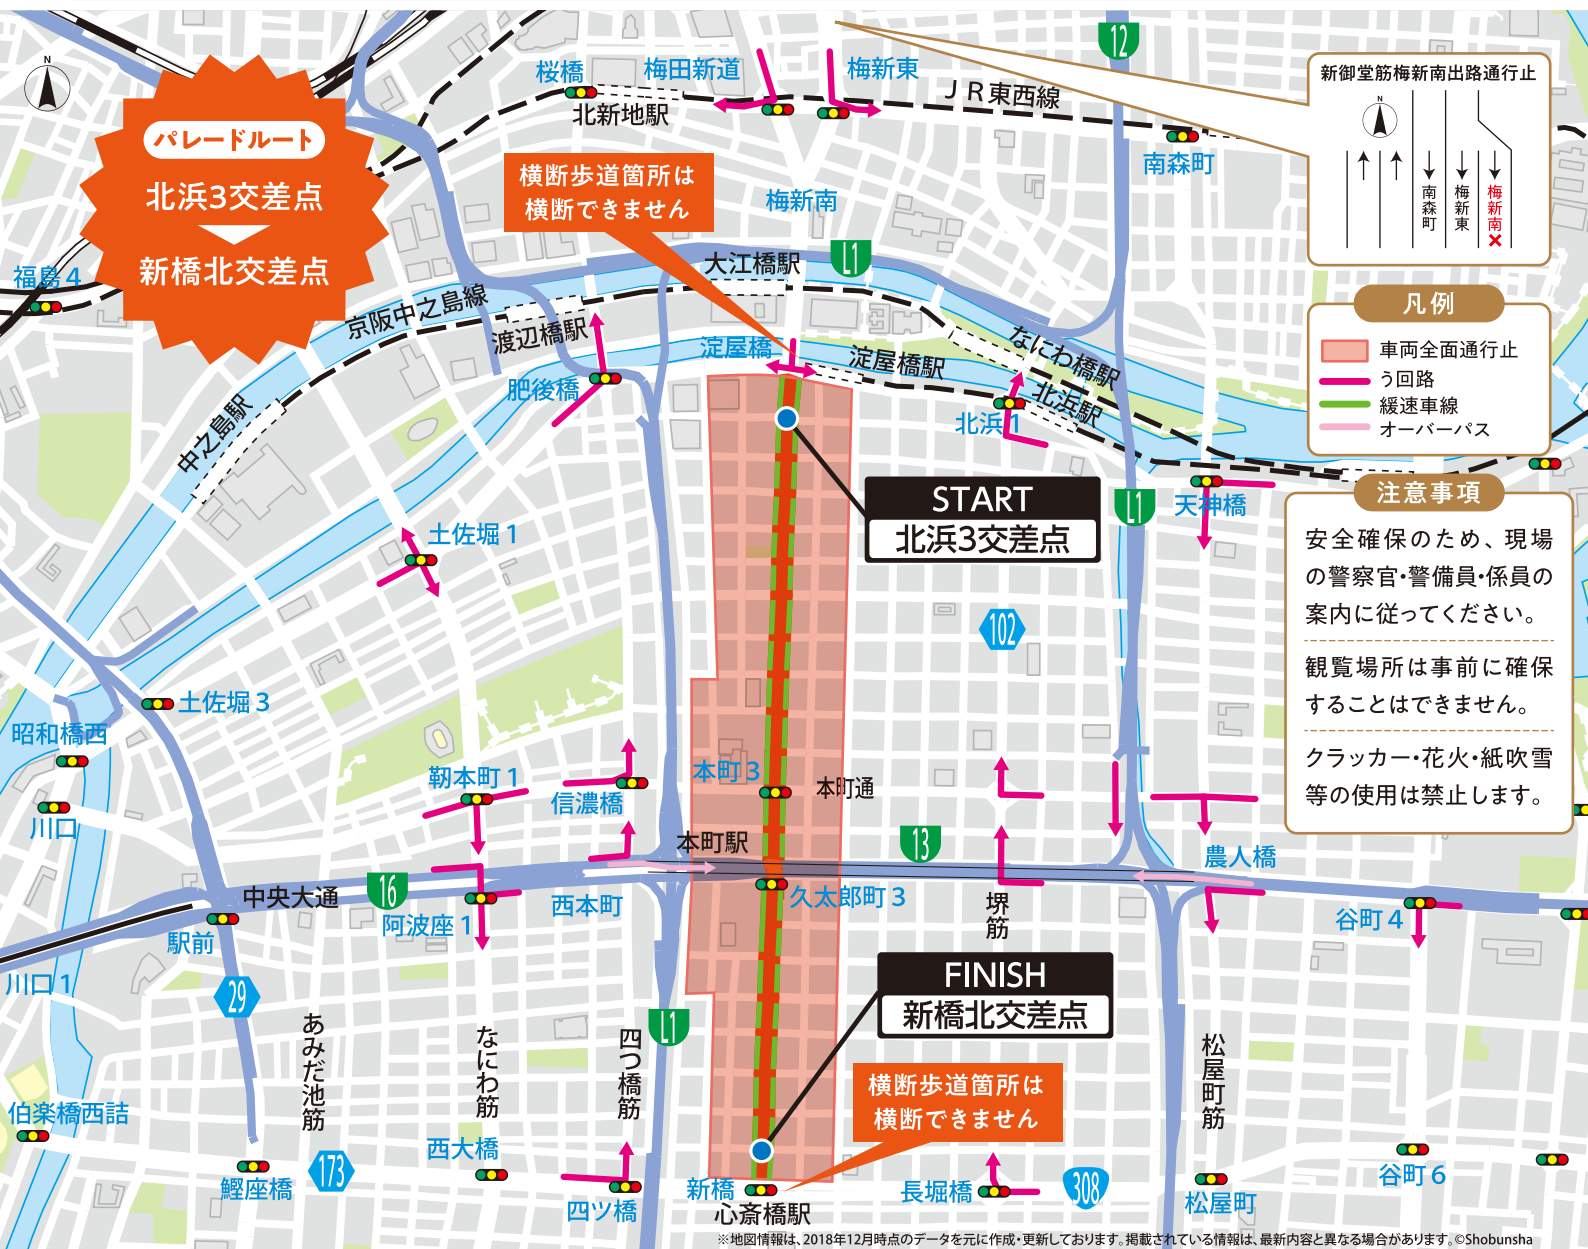 N
パレードルート
北浜3交差点
新橋北交差点
福島4
桜橋
北新地駅
梅田新道
梅新東
JR東西線
12
南森町
梅新南
新御堂筋梅新南出路通行止
N
南森町
梅新東
梅新南
横断歩道箇所は
横断できません
大江橋駅
L1
京阪中之島線
渡辺橋駅
淀屋橋
淀屋橋駅
なにわ橋駅
北浜駅
肥後橋
北浜1
中之島駅
凡例
車両全面通行止
う回路
緩速車線
オーバーパス
START
北浜3交差点
L1
天神橋
土佐堀1
注意事項
安全確保のため、現場
の警察官・警備員・係員の
案内に従ってください。
観覧場所は事前に確保
することはできません。
クラッカー・花火・紙吹雪
等の使用は禁止します。
102
土佐堀3
昭和橋西
川口
靭本町1
信濃橋
本町3
本町通
本町駅
13
農人橋
中央大通
16
阿波座1
西本町
久太郎町3
堺筋
谷町4
駅前
川口1
29
FINISH
新橋北交差点
あみだ池筋
なにわ筋
四つ橋筋
L1
松屋町筋
横断歩道箇所は
横断できません
伯楽橋西詰
鰹座橋
173
西大橋
四ツ橋
新橋
心斎橋駅
長堀橋
308
松屋町
谷町6
※地図情報は、2018年12月時点のデータを元に作成・更新しております。掲載されている情報は、最新内容と異なる場合があります。©Shobunsha